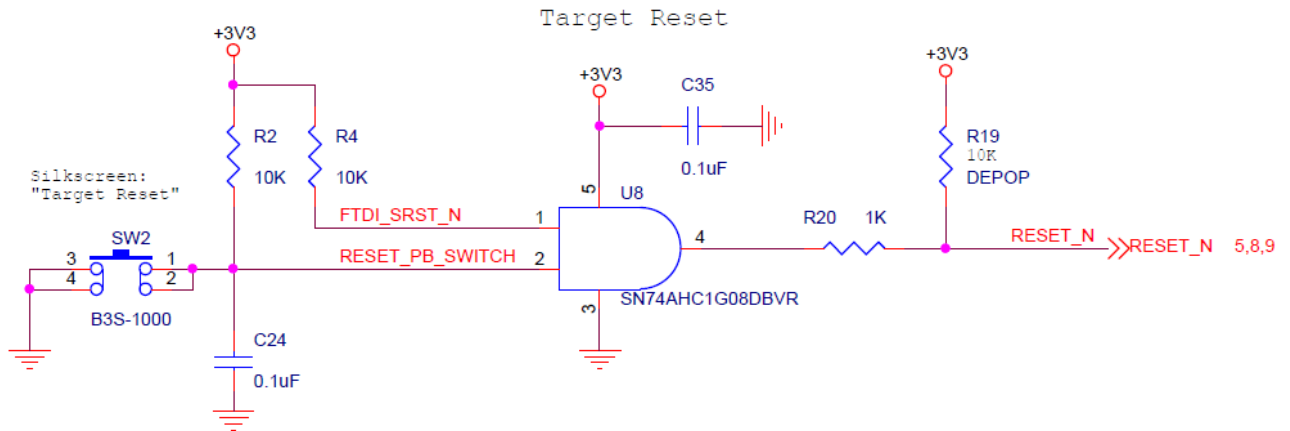 Target Reset
+3V3
+3V3
+3V3
C35
0.1uF
R2
10K
R4
10K
R19
10K
DEPOP
Silkscreen:
"Target Reset"
SW2
3
4
1
2
B3S-1000
FTDI_SRST_N
RESET_PB_SWITCH
1
2
5
U8
4
3
SN74AHC1G08DBVR
R20 1K
RESET_N
RESET_N 5,8,9
C24
0.1uF